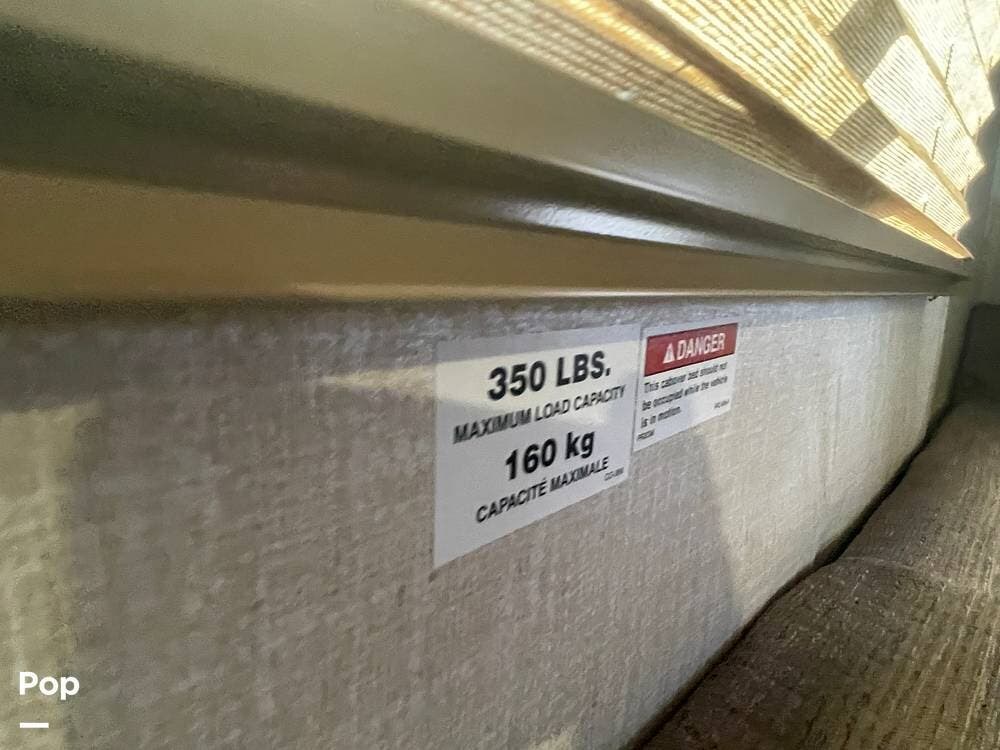 350 LBS.
MAXIMUM LOAD CAPACITY
160 kg
CAPACITÉ MAXIMALE
DANGER
This cabover bed should not
be occupied while the vehicle
is in motion.
Pop